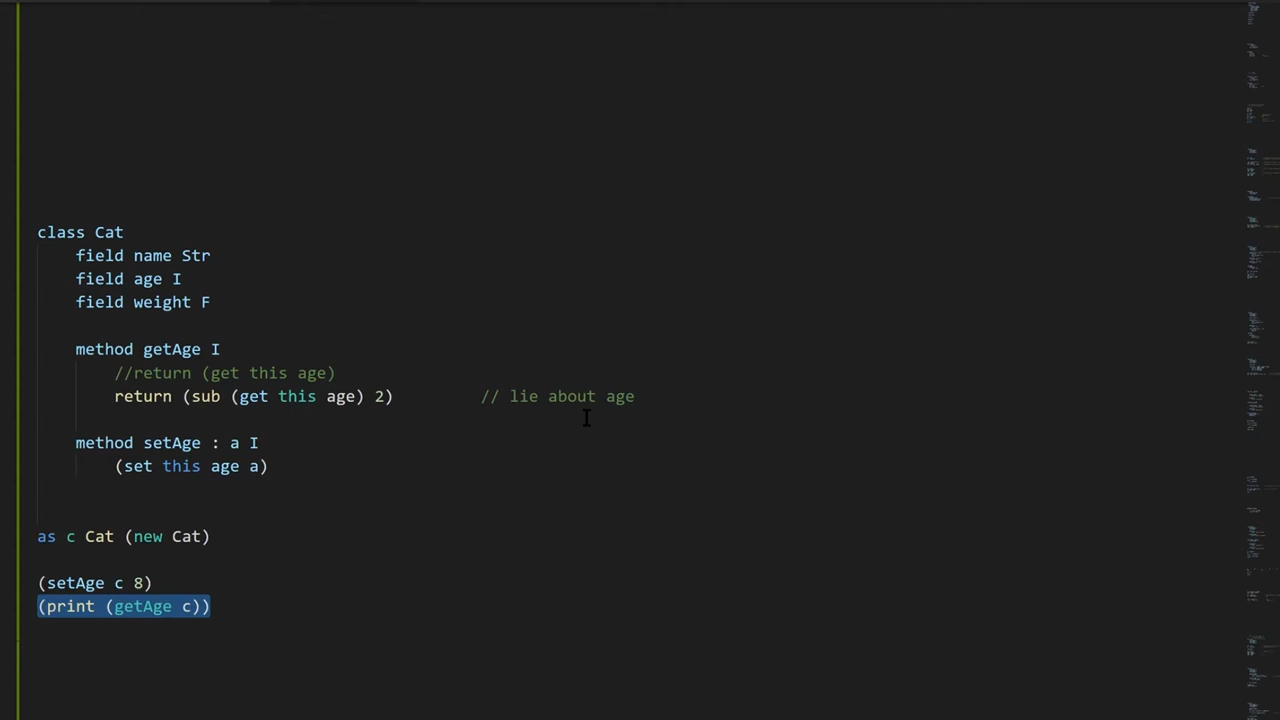 class Cat
field name Str
field age I
field weight F
method getAge I
//return (get this age)
return (sub (get this age) 2) // lie about age
method setAge : a I
(set this age a)
as c Cat (new Cat)
(setAge c 8)
(print (getAge c))